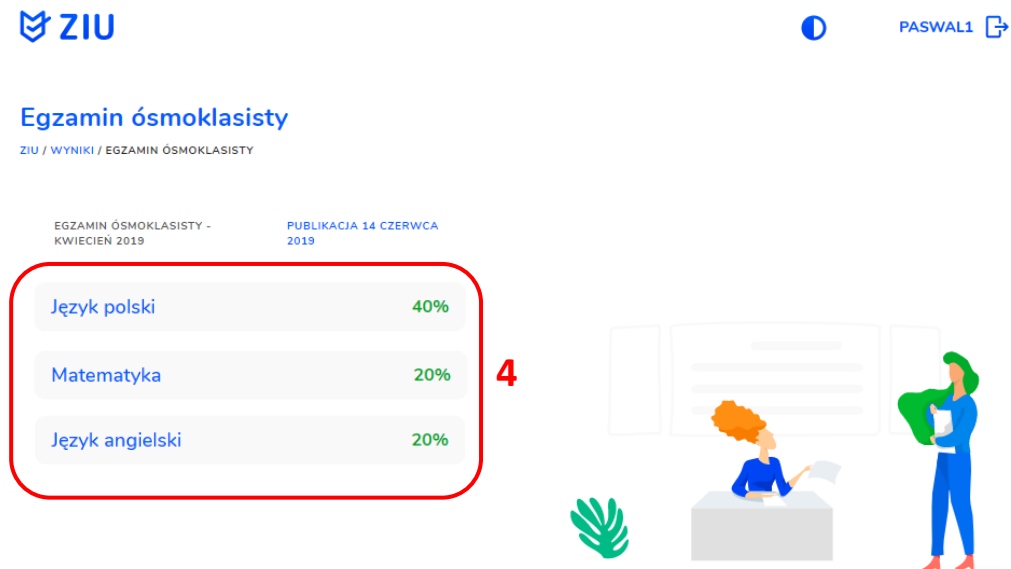 ZIU
PASWAL1
Egzamin ósmoklasisty
ZIU / WYNIKI / EGZAMIN ÓSMOKLASISTY
EGZAMIN ÓSMOKLASISTY -
KWIECIEŃ 2019
PUBLIKACJA 14 CZERWCA
2019
Język polski 40%
Matematyka 20%
Język angielski 20%
4